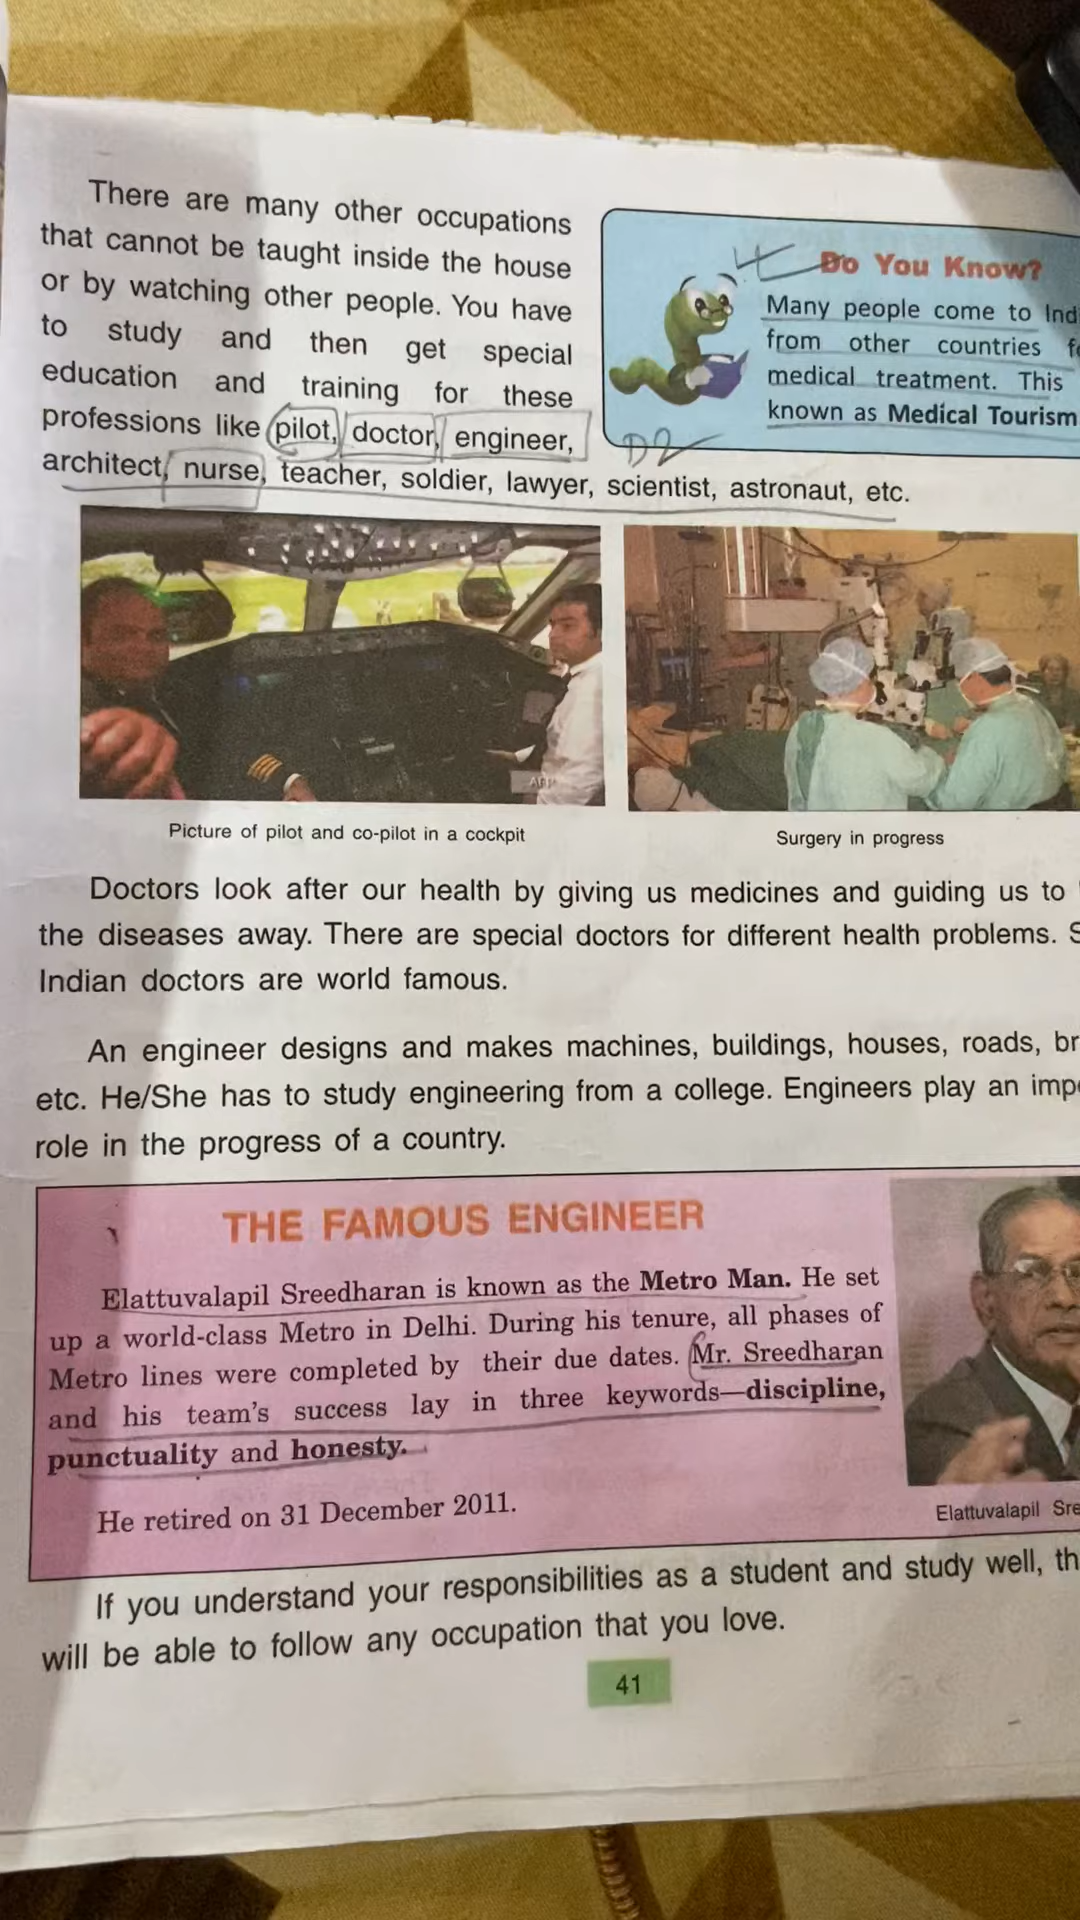 There are many other occupations
that cannot be taught inside the house
or by watching other people. You have
to study and then get special
education and training for these
professions like pilot, doctor, engineer,
architect, nurse, teacher, soldier, lawyer, scientist, astronaut, etc.
Do You Know?
Many people come to Ind
from other countries f
medical treatment. This
known as Medical Tourism
D2
AFP
Picture of pilot and co-pilot in a cockpit
Surgery in progress
Doctors look after our health by giving us medicines and guiding us to
the diseases away. There are special doctors for different health problems. S
Indian doctors are world famous.
An engineer designs and makes machines, buildings, houses, roads, br
etc. He/She has to study engineering from a college. Engineers play an imp
role in the progress of a country.
THE FAMOUS ENGINEER
Elattuvalapil Sreedharan is known as the Metro Man. He set
up a world-class Metro in Delhi. During his tenure, all phases of
Metro lines were completed by their due dates. Mr. Sreedharan
and his team's success lay in three keywords—discipline,
punctuality and honesty.
He retired on 31 December 2011.
Elattuvalapil Sre
If you understand your responsibilities as a student and study well, th
will be able to follow any occupation that you love.
41